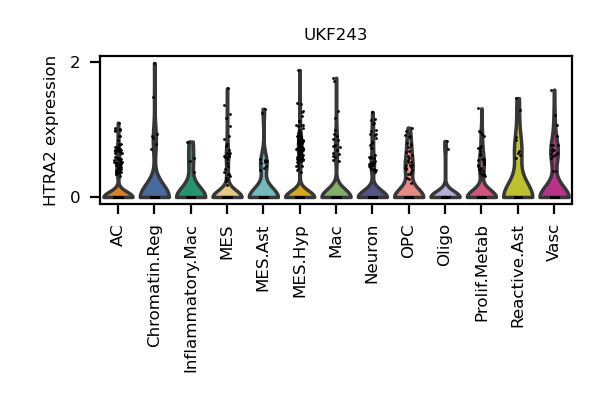 UKF243
HTRA2 expression
2
0
AC
Chromatin.Reg
Inflammatory.Mac
MES
MES.Ast
MES.Hyp
Mac
Neuron
OPC
Oligo
Prolif.Metab
Reactive.Ast
Vasc